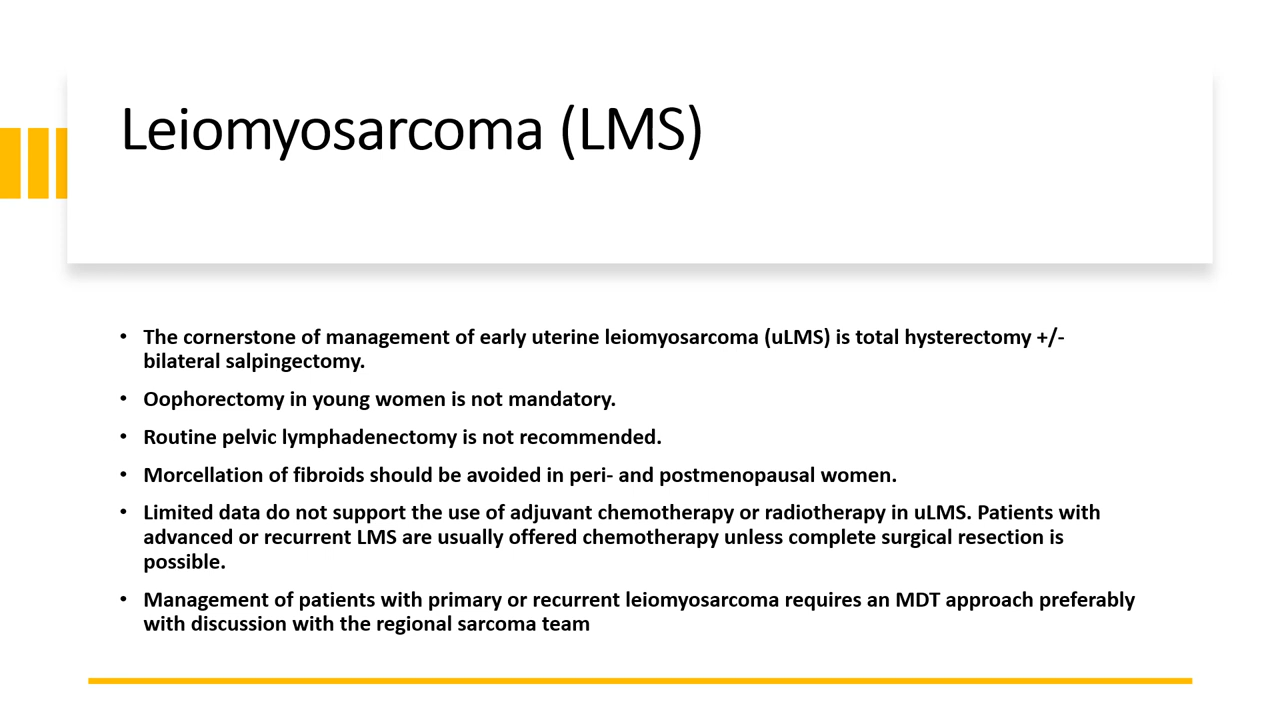 Leiomyosarcoma (LMS)
• The cornerstone of management of early uterine leiomyosarcoma (uLMS) is total hysterectomy +/-
bilateral salpingectomy.
• Oophorectomy in young women is not mandatory.
• Routine pelvic lymphadenectomy is not recommended.
• Morcellation of fibroids should be avoided in peri- and postmenopausal women.
• Limited data do not support the use of adjuvant chemotherapy or radiotherapy in uLMS. Patients with
advanced or recurrent LMS are usually offered chemotherapy unless complete surgical resection is
possible.
• Management of patients with primary or recurrent leiomyosarcoma requires an MDT approach preferably
with discussion with the regional sarcoma team